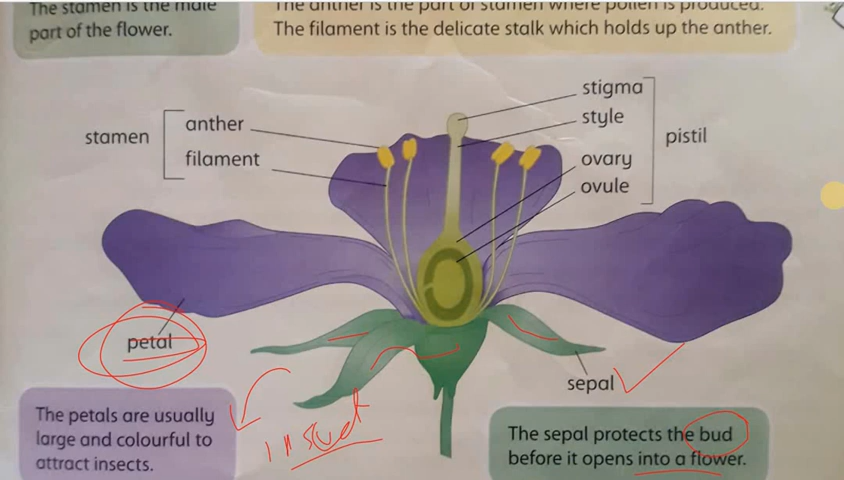 The stamen is the male
part of the flower.
The anther is the part of stamen where pollen is produced.
The filament is the delicate stalk which holds up the anther.
stamen
anther
filament
stigma
style
ovary
ovule
pistil
petal
sepal
insect
The petals are usually
large and colourful to
attract insects.
The sepal protects the bud
before it opens into a flower.